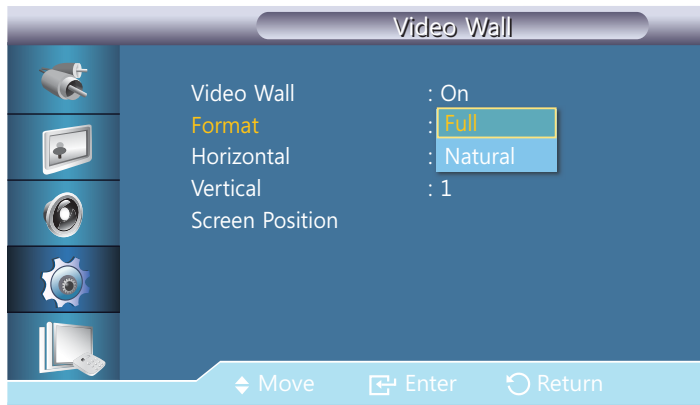 Video Wall
Video Wall : On
Format : Full
Horizontal : Natural
Vertical : 1
Screen Position
Move Enter Return